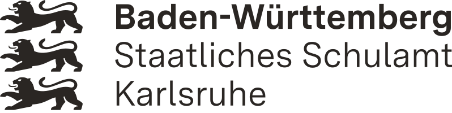 Baden-Württemberg
Staatliches Schulamt
Karlsruhe